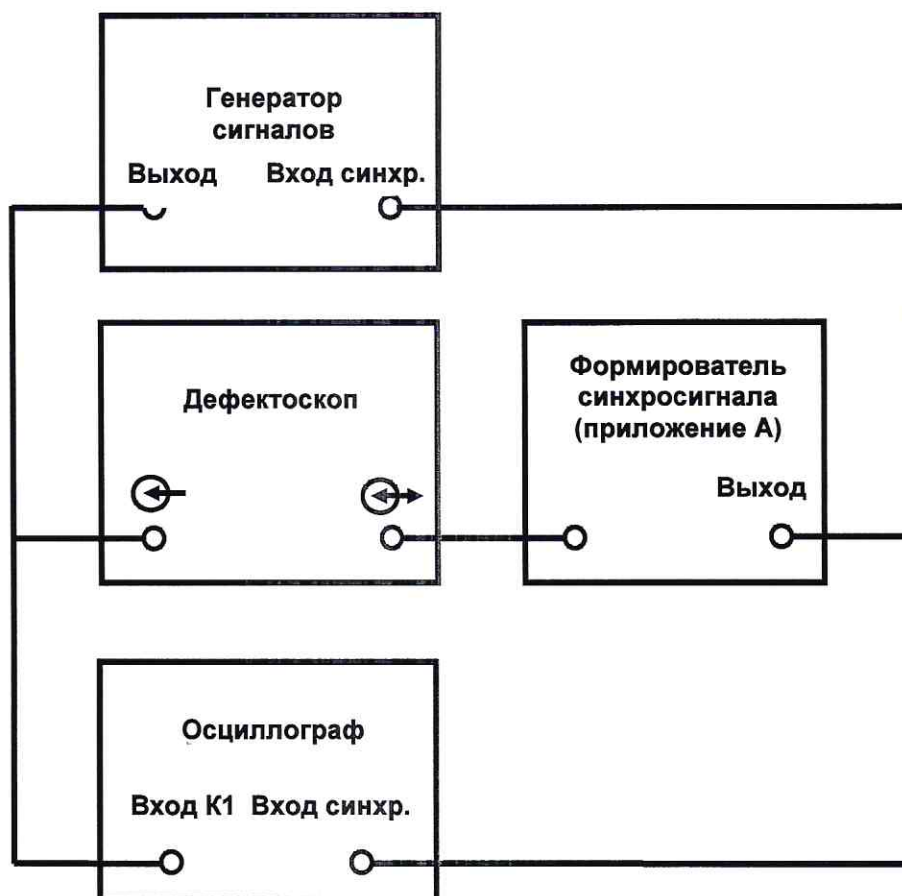 Генератор
сигналов
Выход Вход синхр.
Дефектоскоп
Формирователь
синхросигнала
(приложение А)
Выход
Осциллограф
Вход К1 Вход синхр.